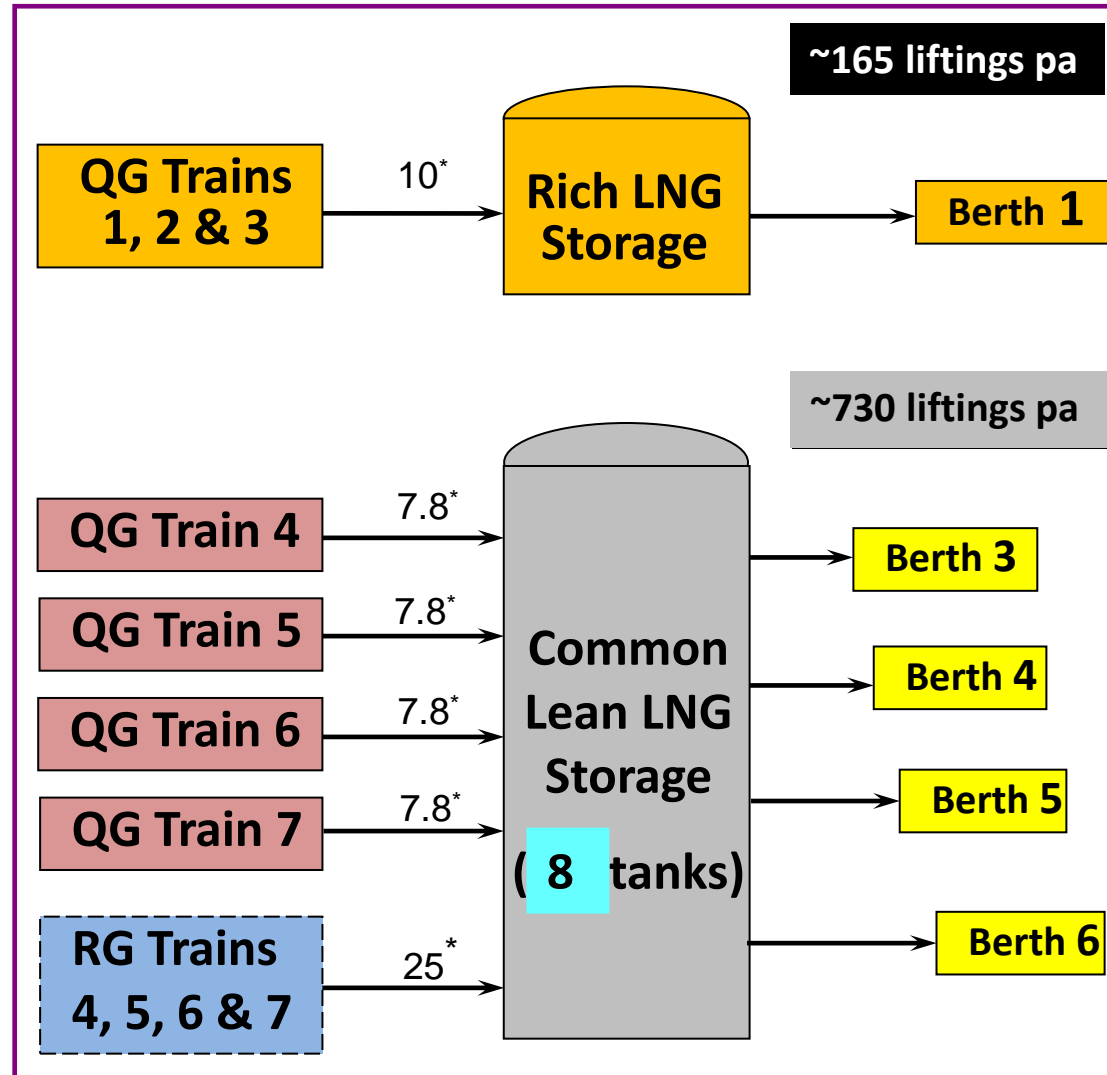 ~165 liftings pa
QG Trains
1, 2 & 3
10*
Rich LNG
Storage
Berth 1
~730 liftings pa
QG Train 4
7.8*
Berth 3
QG Train 5
7.8*
Common
Lean LNG
Storage
(8 tanks)
Berth 4
QG Train 6
7.8*
QG Train 7
7.8*
Berth 5
RG Trains
4, 5, 6 & 7
25*
Berth 6